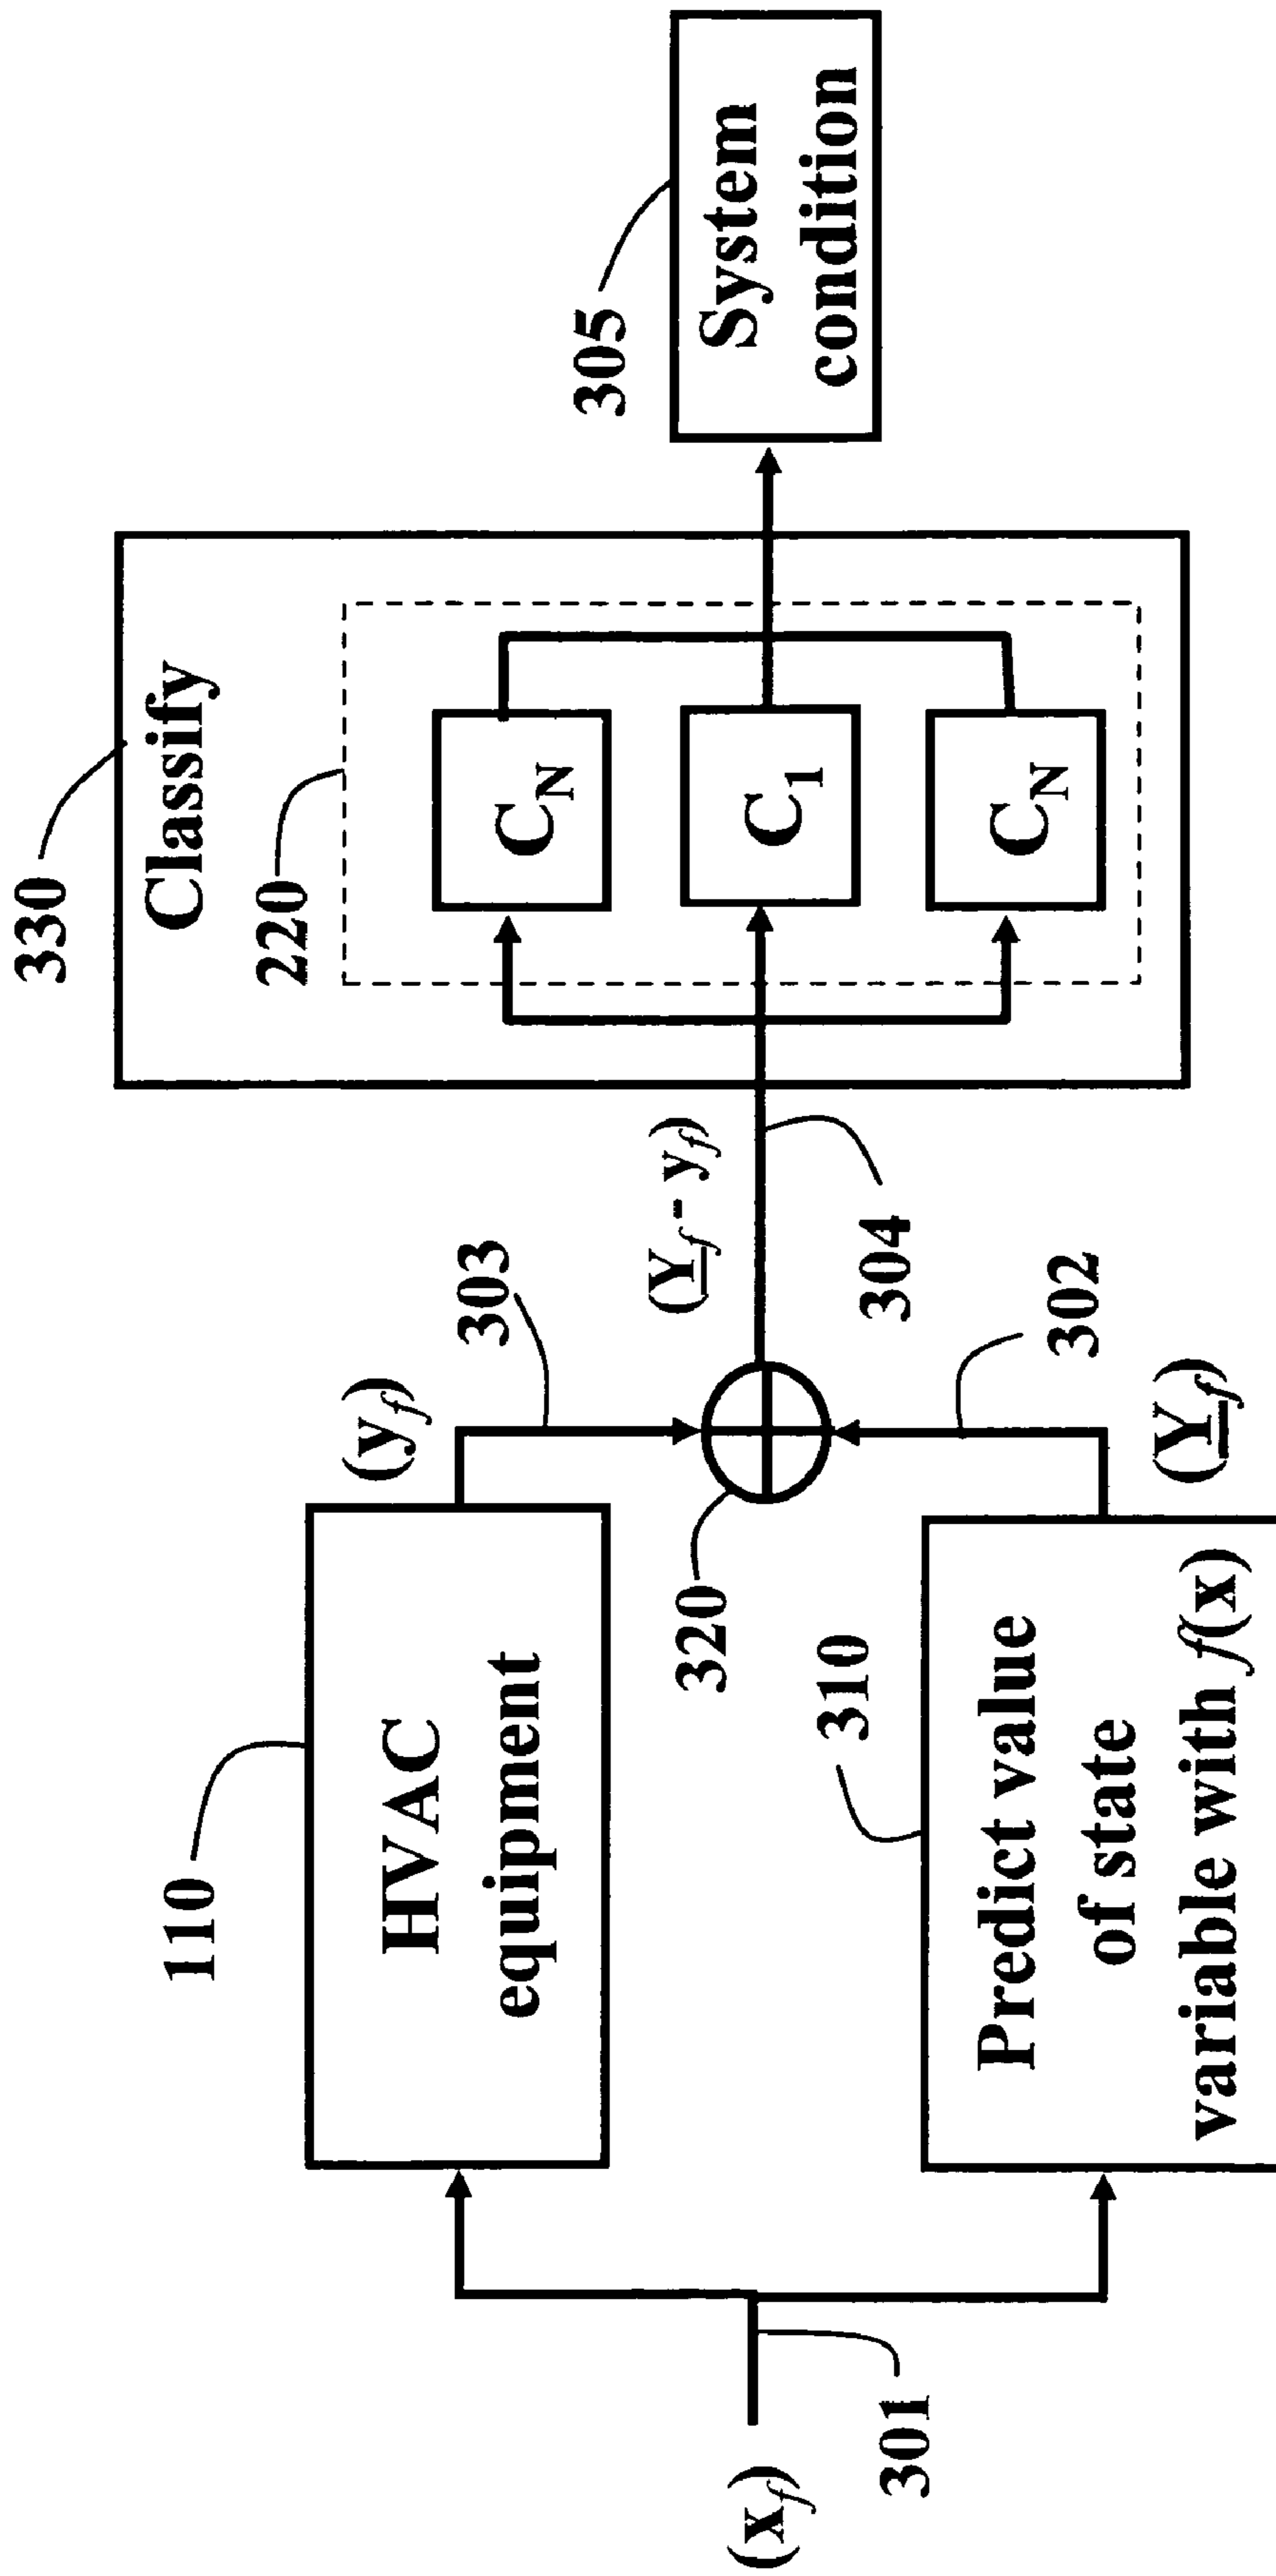 (x_f)
301
110
HVAC
equipment
310
Predict value
of state
variable with f(x)
(y_f)
303
320
(Y_f)
302
(Y_f - y_f)
304
330
Classify
220
C_N
C_1
C_N
305
System
condition